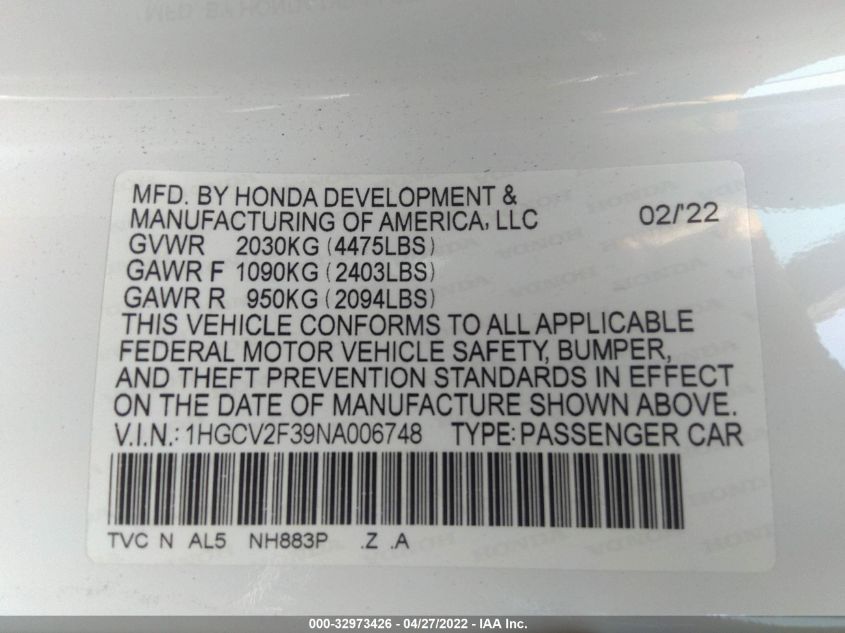 MFD. BY HONDA DEVELOPMENT &
MANUFACTURING OF AMERICA, LLC 02/'22
GVWR 2030KG (4475LBS)
GAWR F 1090KG (2403LBS)
GAWR R 950KG (2094LBS)
THIS VEHICLE CONFORMS TO ALL APPLICABLE
FEDERAL MOTOR VEHICLE SAFETY, BUMPER,
AND THEFT PREVENTION STANDARDS IN EFFECT
ON THE DATE OF MANUFACTURE SHOWN ABOVE.
V.I.N.: 1HGCV2F39NA006748 TYPE: PASSENGER CAR
TVC N AL5 NH883P .Z .A
000-32973426 - 04/27/2022 - IAA Inc.